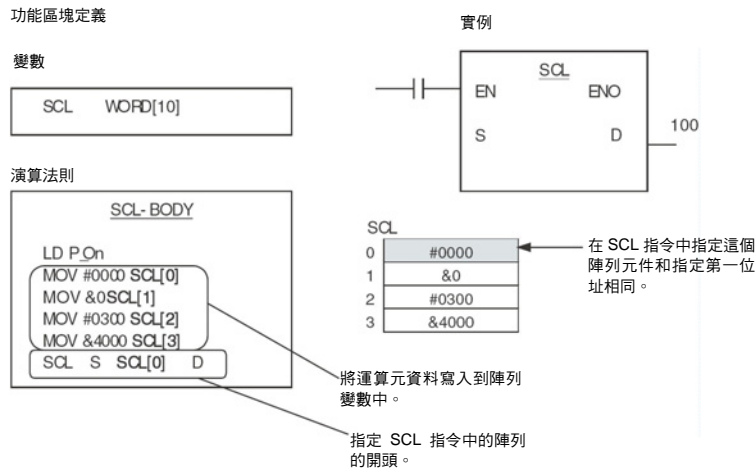 功能區塊定義
變數
SCL WORD[10]
演算法則
SCL- BODY
LD P_On
MOV #0000 SCL[0]
MOV &0SCL[1]
MOV #0300 SCL[2]
MOV &4000 SCL[3]
SCL S SCL[0] D
實例
SCL
EN ENO
S D
100
SCL
0 #0000
1 &0
2 #0300
3 &4000
在 SCL 指令中指定這個
陣列元件和指定第一位
址相同。
將運算元資料寫入到陣列
變數中。
指定 SCL 指令中的陣列
的開頭。